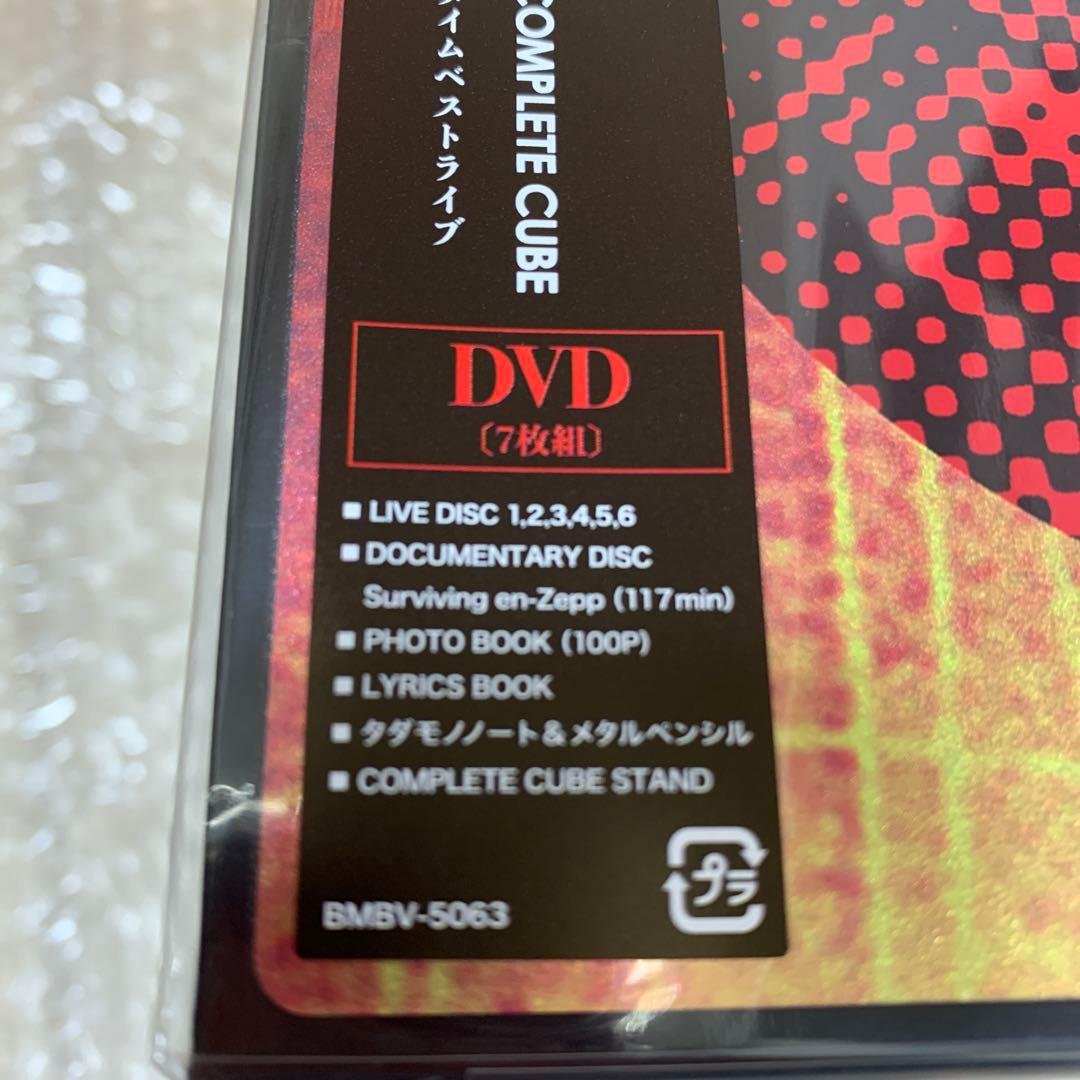 COMPLETE CUBE
イムベストライブ
DVD
〔7枚組〕
■ LIVE DISC 1,2,3,4,5,6
■ DOCUMENTARY DISC
Surviving en-Zepp (117min)
■ PHOTO BOOK (100P)
■ LYRICS BOOK
■ タダモノノート&メタルペンシル
■ COMPLETE CUBE STAND
プラ
BMBV-5063